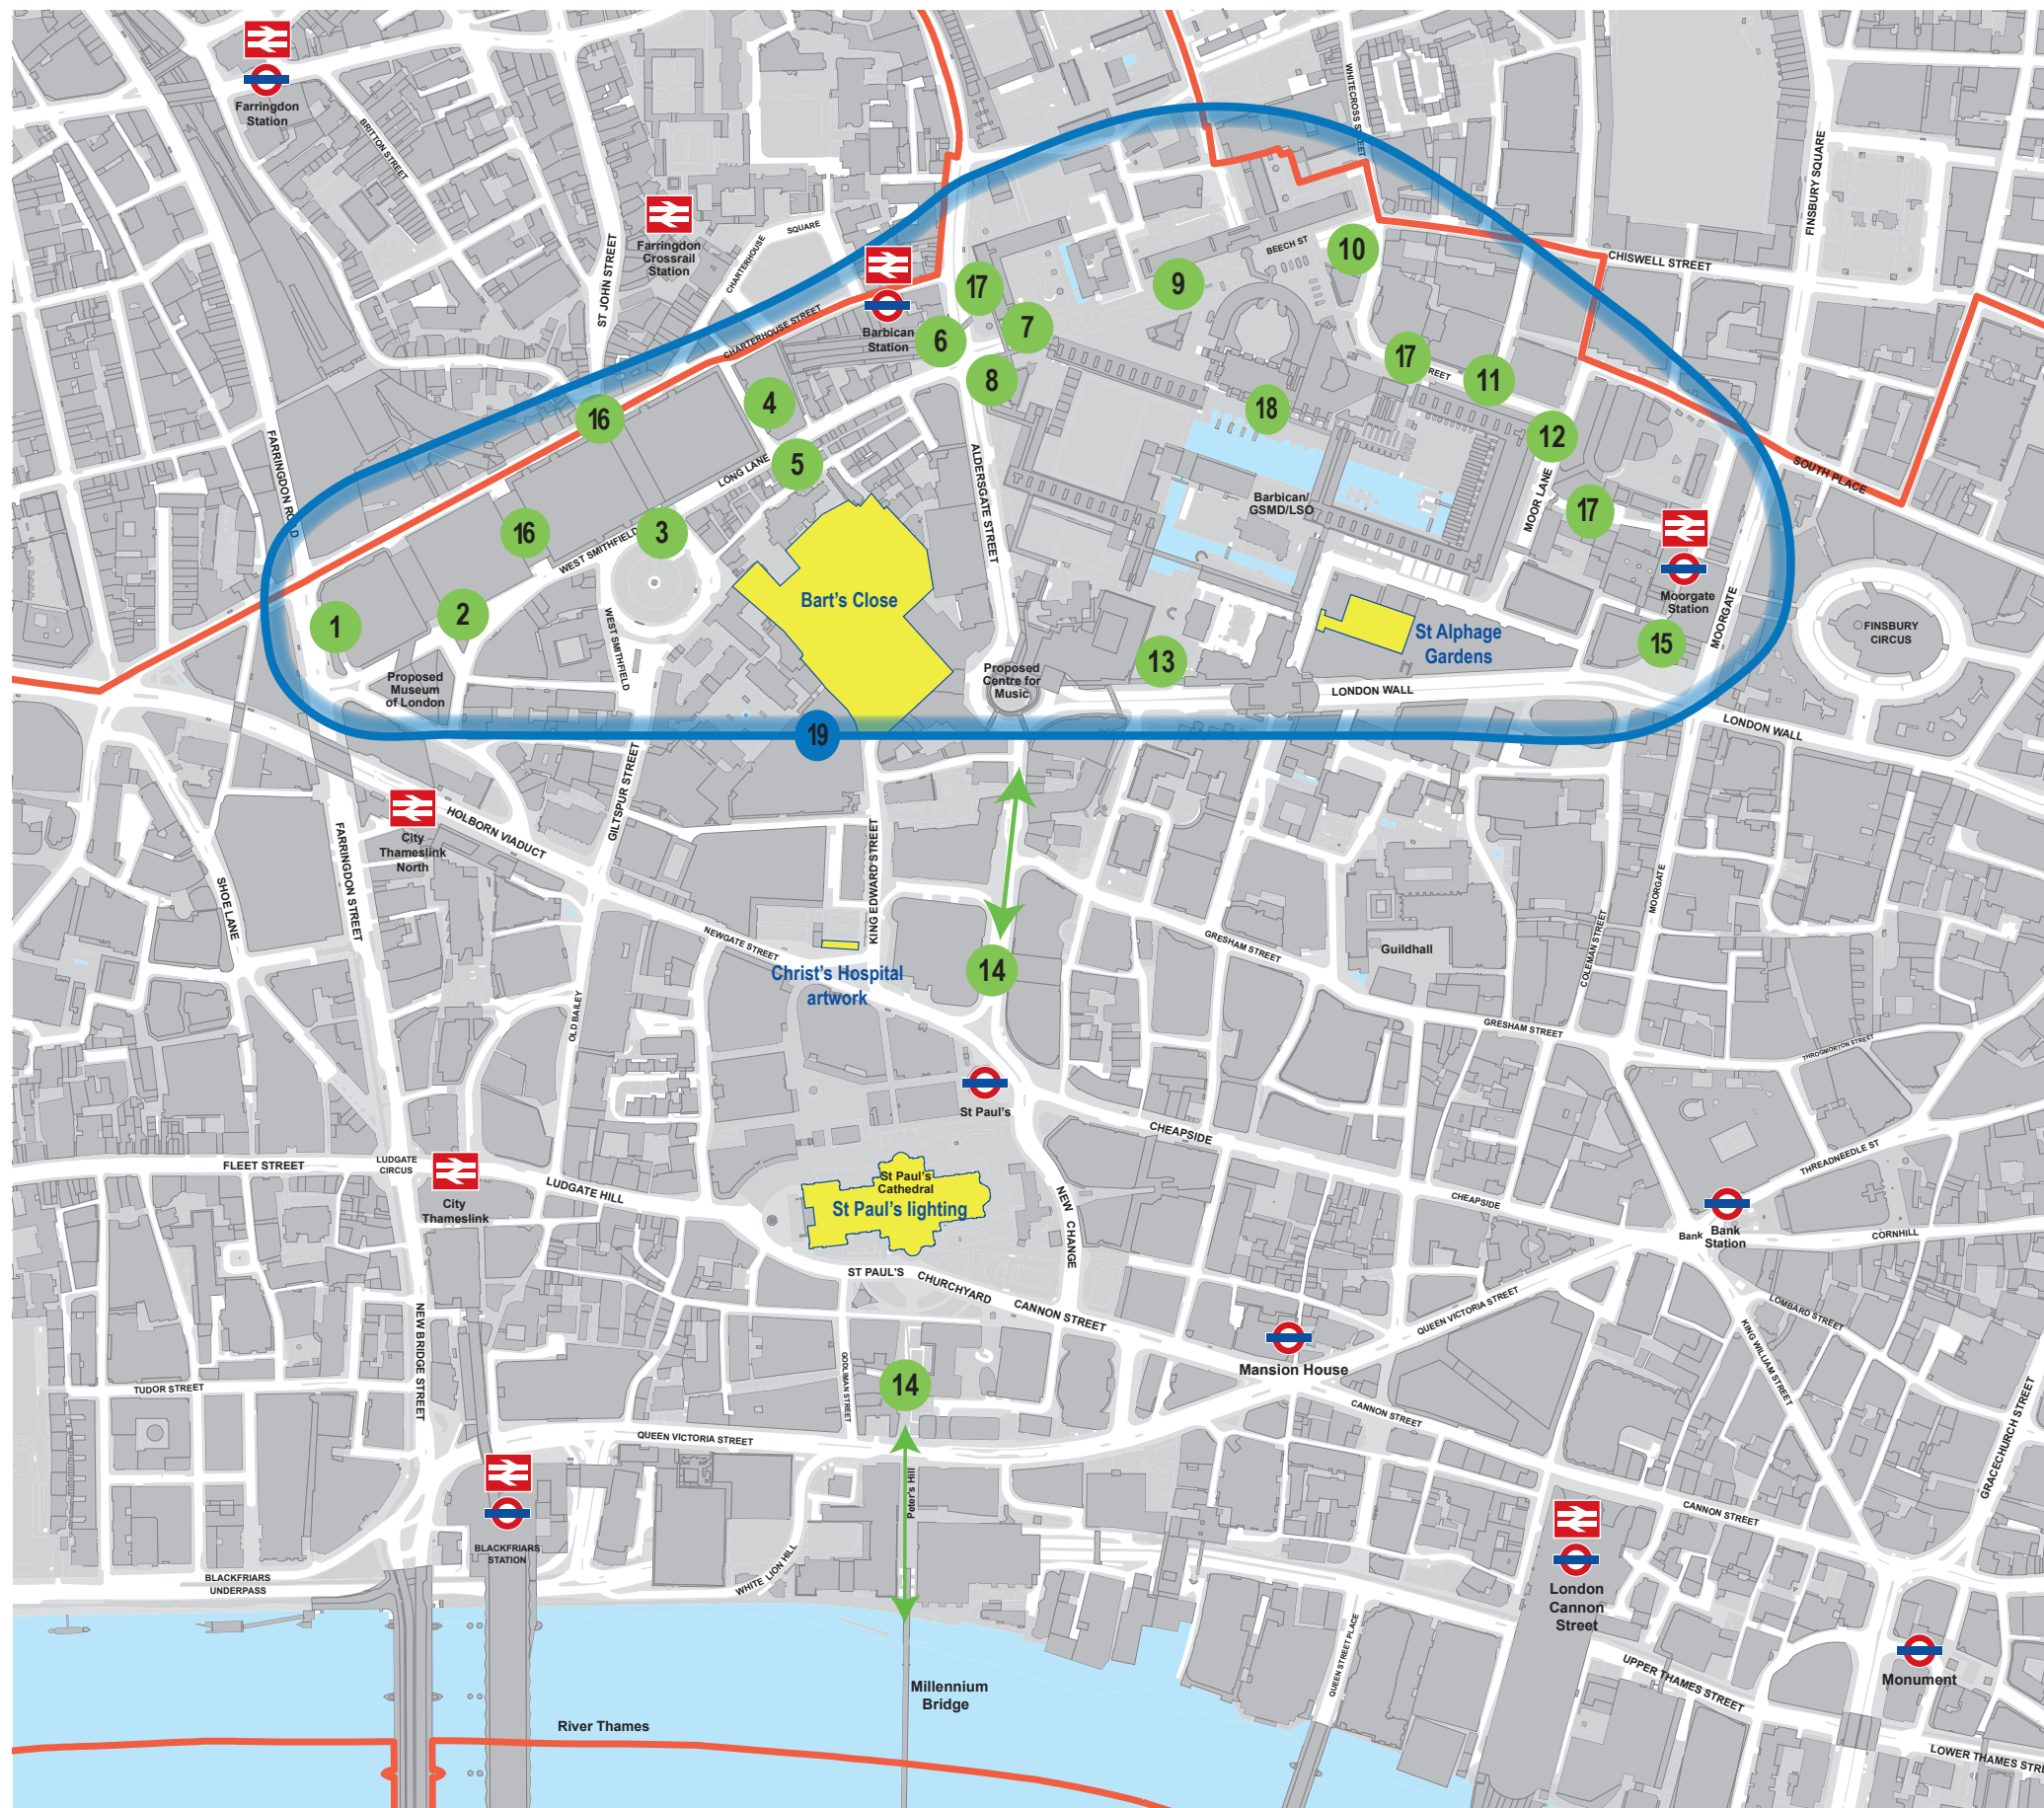 Farringdon
Station
BRITTON STREET
WHITECROSS STREET
FINSBURY SQUARE
ST JOHN STREET
Farringdon
Crossrail
Station
CHARTERHOUSE
SQUARE
BEECH ST
10
CHISWELL STREET
9
17
7
CHARTERHOUSE STREET
Barbican
Station
6
8
17
REET
11
4
18
16
12
FARRINGDON ROAD
LONG LANE
5
ALDERSGATE STREET
SOUTH PLACE
Barbican/
GSMD/LSO
MOOR LANE
17
16
WEST SMITHFIELD
3
Moorgate
Station
1
2
Bart's Close
WEST SMITHFIELD
St Alphage
Gardens
15
MOORGATE
FINSBURY
CIRCUS
13
Proposed
Museum
of London
Proposed
Centre for
Music
LONDON WALL
19
LONDON WALL
City
Thameslink
North
HOLBORN VIADUCT
GILTSPUR STREET
FARRINGDON STREET
SHOE LANE
KING EDWARD STREET
MOORGATE
NEWGATE STREET
GRESHAM STREET
Guildhall
COLEMAN STREET
Christ's Hospital
artwork
14
OLD BAILEY
GRESHAM STREET
THROGMORTON STREET
St Paul's
CHEAPSIDE
FLEET STREET
LUDGATE
CIRCUS
City
Thameslink
LUDGATE HILL
St Paul's
Cathedral
St Paul's lighting
NEW CHANGE
CHEAPSIDE
THREADNEEDLE ST
Bank
Bank
Station
CORNHILL
ST PAUL'S
CHURCHYARD
CANNON STREET
QUEEN VICTORIA STREET
LOMBARD STREET
KING WILLIAM STREET
NEW BRIDGE STREET
Mansion House
GODLIMAN STREET
14
TUDOR STREET
CANNON STREET
GRACECHURCH STREET
QUEEN VICTORIA STREET
Peter's Hill
CANNON STREET
BLACKFRIARS
STATION
WHITE LION HILL
BLACKFRIARS
UNDERPASS
London
Cannon
Street
QUEEN STREET PLACE
UPPER THAMES STREET
Monument
Millennium
Bridge
River Thames
LOWER THAMES STRE